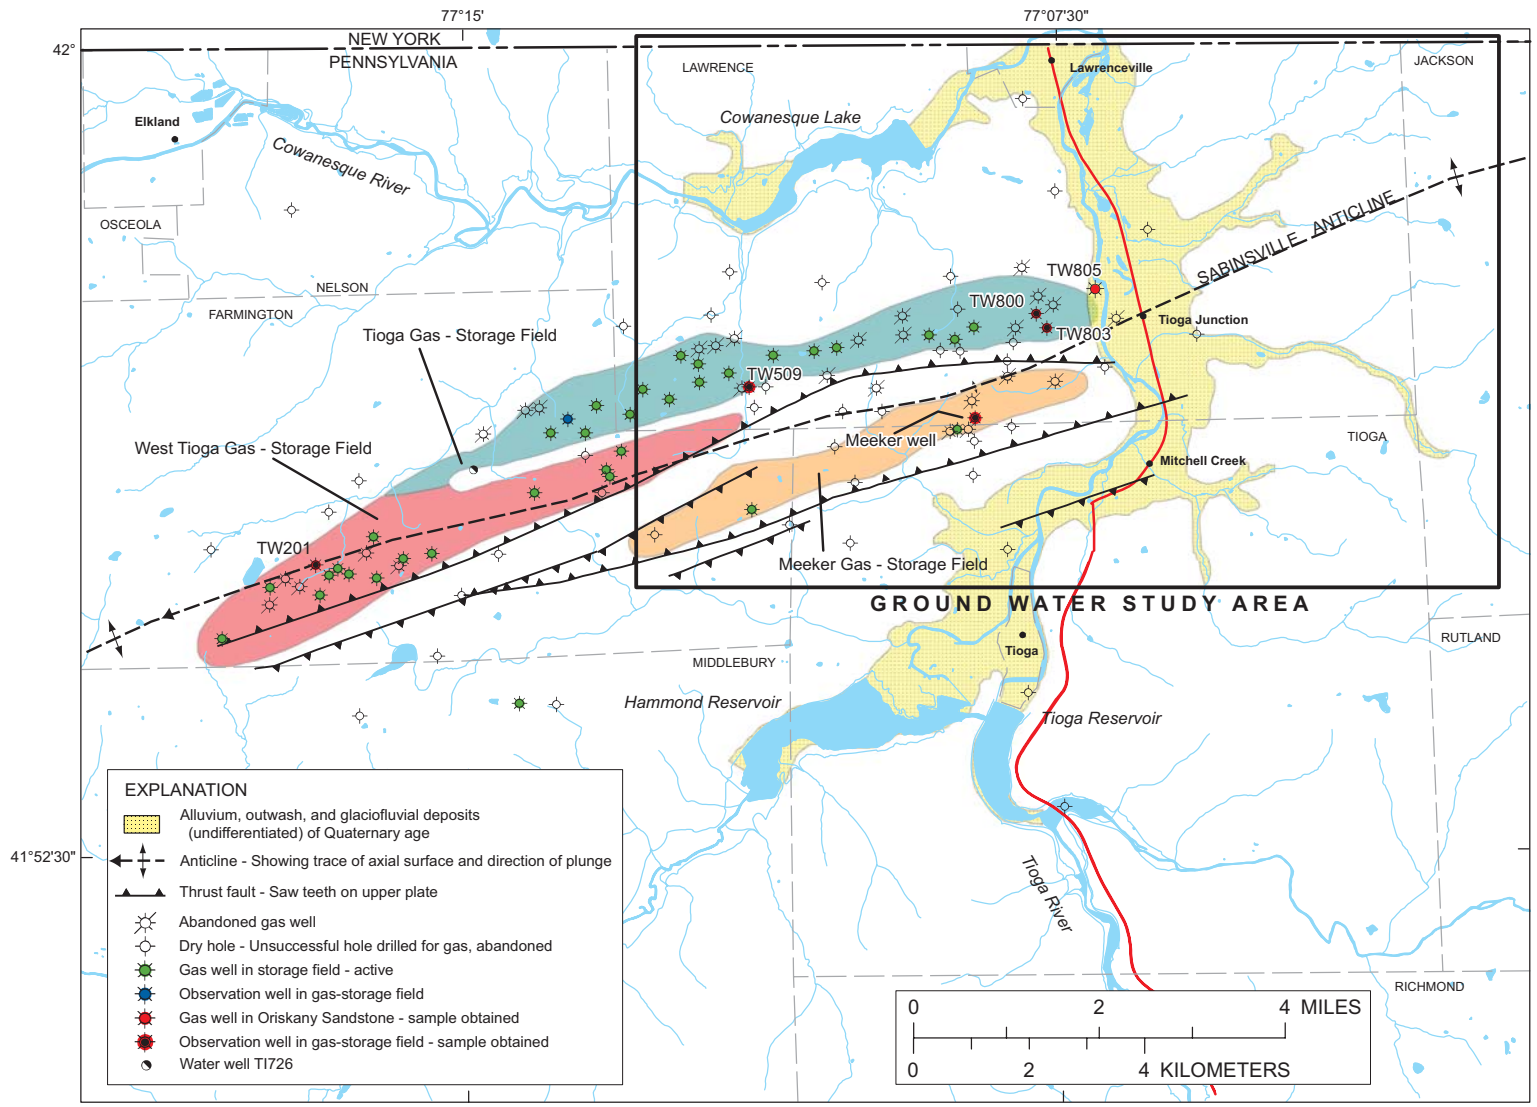 77°15'
77°07'30"
42°
NEW YORK
PENNSYLVANIA
LAWRENCE
JACKSON
Lawrenceville
Elkland
Cowanesque Lake
Cowanesque River
OSCEOLA
SABINSVILLE ANTICLINE
NELSON
FARMINGTON
TW805
TW800
Tioga Junction
TW803
Tioga Gas - Storage Field
TW509
West Tioga Gas - Storage Field
Meeker well
TIOGA
Mitchell Creek
TW201
Meeker Gas - Storage Field
GROUND WATER STUDY AREA
RUTLAND
Tioga
MIDDLEBURY
Hammond Reservoir
Tioga Reservoir
EXPLANATION
Alluvium, outwash, and glaciofluvial deposits
(undifferentiated) of Quaternary age
41°52'30"
Anticline - Showing trace of axial surface and direction of plunge
Thrust fault - Saw teeth on upper plate
Abandoned gas well
Dry hole - Unsuccessful hole drilled for gas, abandoned
Gas well in storage field - active
Observation well in gas-storage field
Gas well in Oriskany Sandstone - sample obtained
Observation well in gas-storage field - sample obtained
Water well TI726
Tioga River
RICHMOND
0 2 4 MILES
0 2 4 KILOMETERS